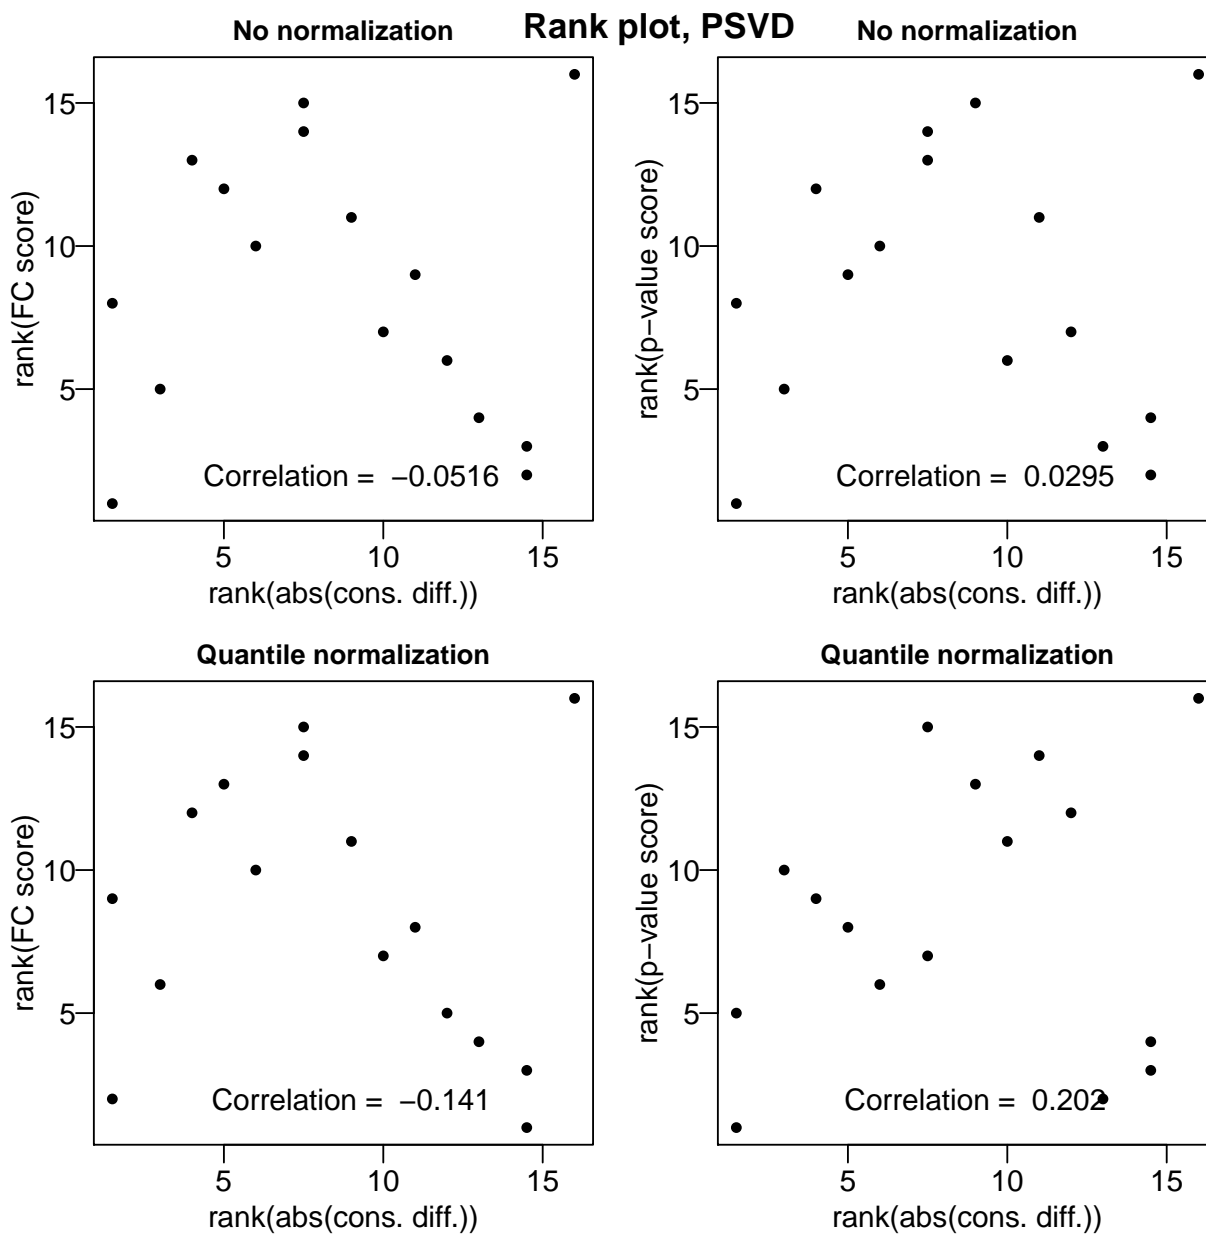 Rank plot, PSVD
No normalization
rank(FC score)
15
10
5
Correlation = −0.0516
5 10 15
rank(abs(cons. diff.))
No normalization
rank(p−value score)
15
10
5
Correlation = 0.0295
5 10 15
rank(abs(cons. diff.))
Quantile normalization
rank(FC score)
15
10
5
Correlation = −0.141
5 10 15
rank(abs(cons. diff.))
Quantile normalization
rank(p−value score)
15
10
5
Correlation = 0.202
5 10 15
rank(abs(cons. diff.))